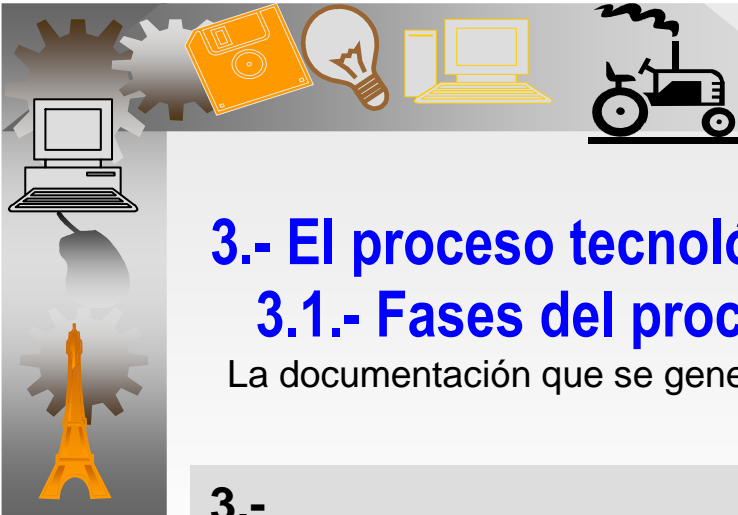 3.- El proceso tecnoló
3.1.- Fases del proc
La documentación que se gene
3.-